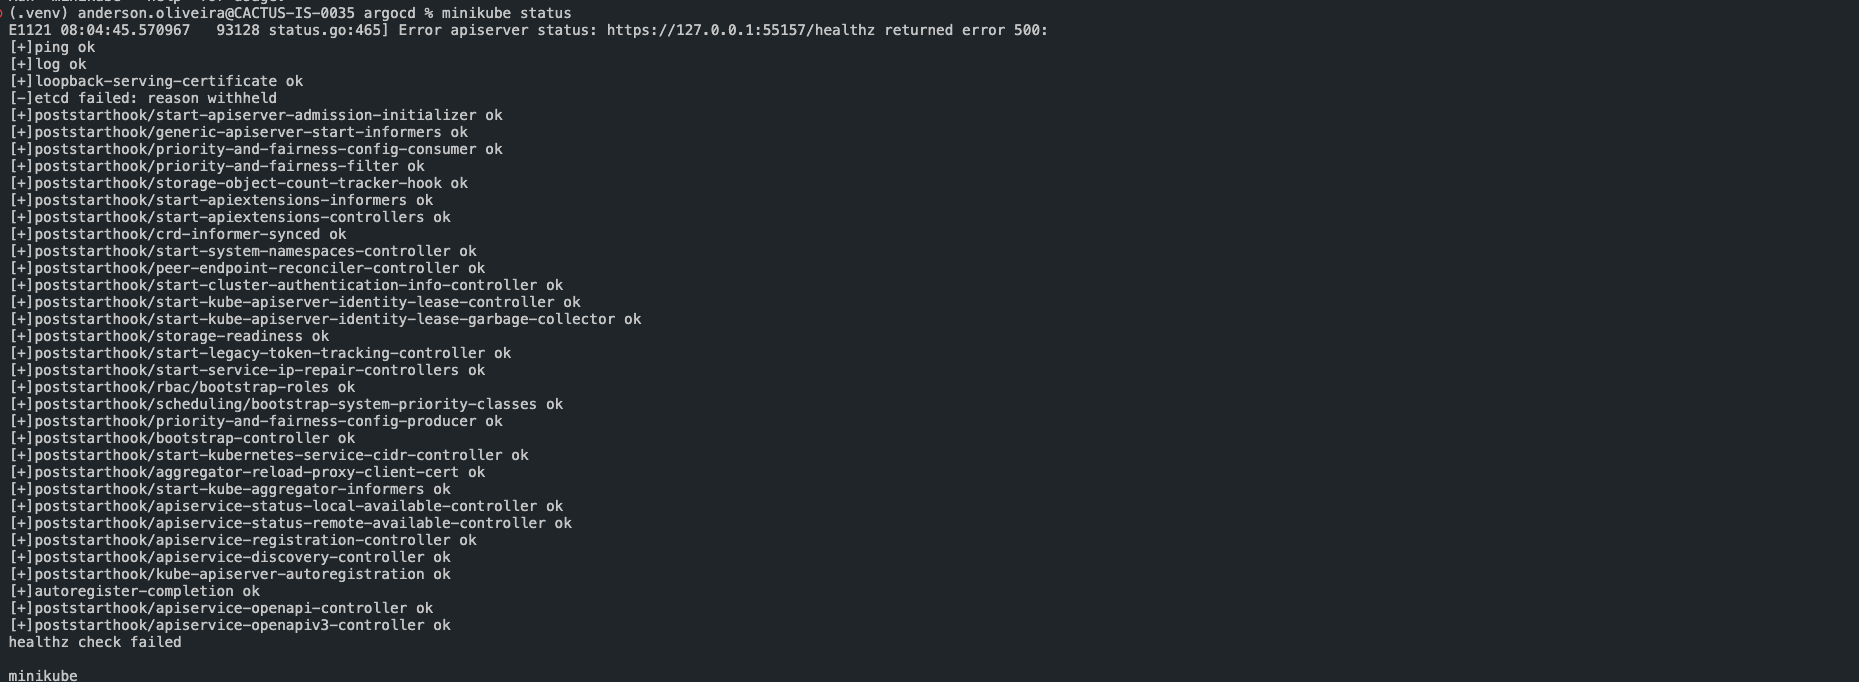 (.venv) anderson.oliveira@CACTUS-IS-0035 argocd % minikube status
E1121 08:04:45.570967   93128 status.go:465] Error apiserver status: https://127.0.0.1:55157/healthz returned error 500:
[+]ping ok
[+]log ok
[+]loopback-serving-certificate ok
[-]etcd failed: reason withheld
[+]poststarthook/start-apiserver-admission-initializer ok
[+]poststarthook/generic-apiserver-start-informers ok
[+]poststarthook/priority-and-fairness-config-consumer ok
[+]poststarthook/priority-and-fairness-filter ok
[+]poststarthook/storage-object-count-tracker-hook ok
[+]poststarthook/start-apiextensions-informers ok
[+]poststarthook/start-apiextensions-controllers ok
[+]poststarthook/crd-informer-synced ok
[+]poststarthook/start-system-namespaces-controller ok
[+]poststarthook/peer-endpoint-reconciler-controller ok
[+]poststarthook/start-cluster-authentication-info-controller ok
[+]poststarthook/start-kube-apiserver-identity-lease-controller ok
[+]poststarthook/start-kube-apiserver-identity-lease-garbage-collector ok
[+]poststarthook/storage-readiness ok
[+]poststarthook/start-legacy-token-tracking-controller ok
[+]poststarthook/start-service-ip-repair-controllers ok
[+]poststarthook/rbac/bootstrap-roles ok
[+]poststarthook/scheduling/bootstrap-system-priority-classes ok
[+]poststarthook/priority-and-fairness-config-producer ok
[+]poststarthook/bootstrap-controller ok
[+]poststarthook/start-kubernetes-service-cidr-controller ok
[+]poststarthook/aggregator-reload-proxy-client-cert ok
[+]poststarthook/start-kube-aggregator-informers ok
[+]poststarthook/apiservice-status-local-available-controller ok
[+]poststarthook/apiservice-status-remote-available-controller ok
[+]poststarthook/apiservice-registration-controller ok
[+]poststarthook/apiservice-discovery-controller ok
[+]poststarthook/kube-apiserver-autoregistration ok
[+]autoregister-completion ok
[+]poststarthook/apiservice-openapi-controller ok
[+]poststarthook/apiservice-openapiv3-controller ok
healthz check failed
minikube